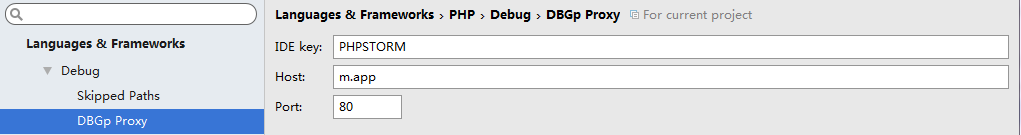 Languages & Frameworks
Debug
Skipped Paths
DBGp Proxy
Languages & Frameworks › PHP › Debug › DBGp Proxy For current project
IDE key: PHPSTORM
Host: m.app
Port: 80